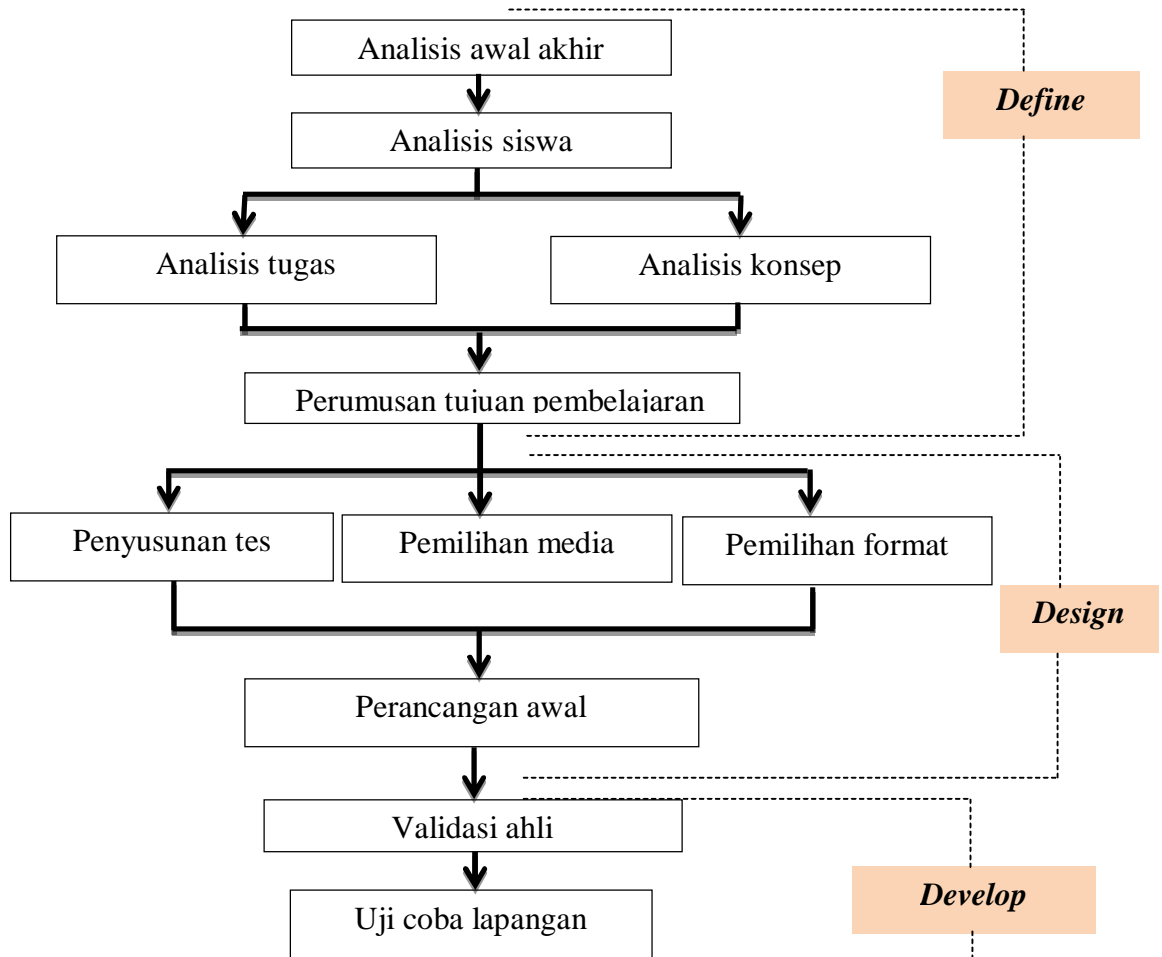 Analisis awal akhir
Define
Analisis siswa
Analisis tugas
Analisis konsep
Perumusan tujuan pembelajaran
Penyusunan tes
Pemilihan media
Pemilihan format
Design
Perancangan awal
Validasi ahli
Develop
Uji coba lapangan